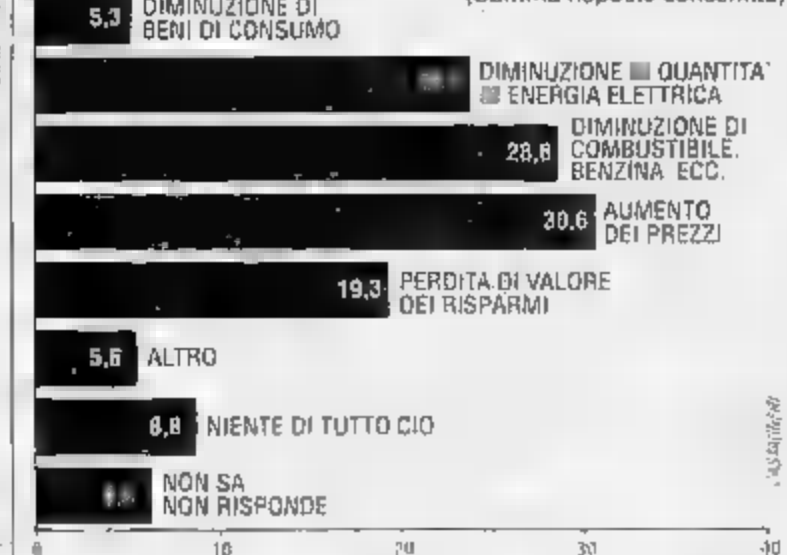 5,3 DIMINUZIONE DI
BENI DI CONSUMO
DIMINUZIONE QUANTITA'
ENERGIA ELETTRICA
28,6 DIMINUZIONE DI
COMBUSTIBILE,
BENZINA ECC.
30,6 AUMENTO
DEI PREZZI
19,3 PERDITA DI VALORE
DEI RISPARMI
5,6 ALTRO
NIENTE DI TUTTO CIO
NON SA
NON RISPONDE
0 10 20 30 40